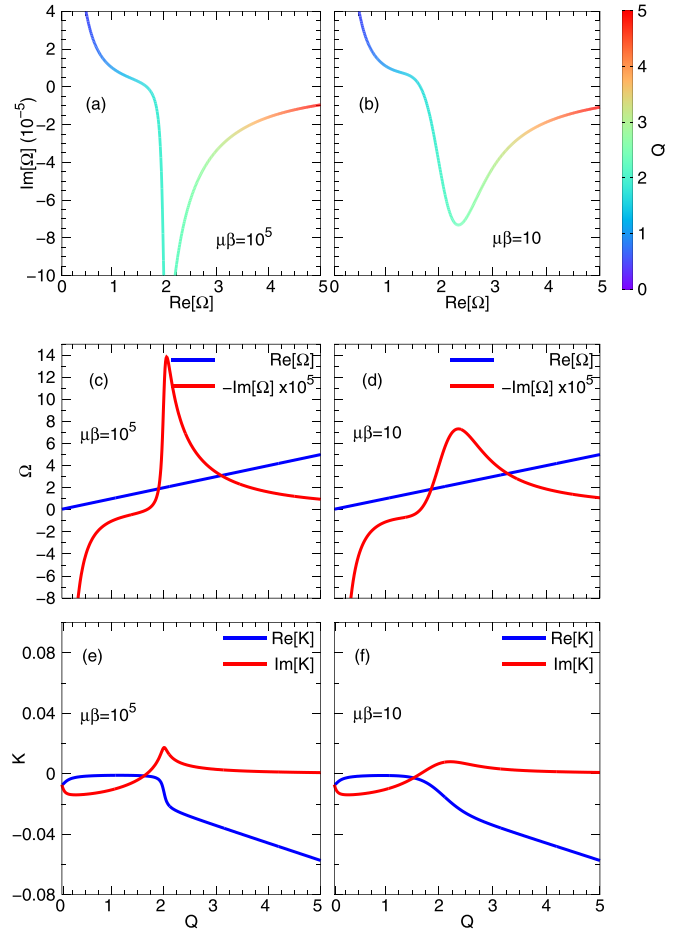 4
2
0
−2
−4
−6
−8
−10
Im[Ω] (10⁻⁵)
(a)
μβ=10⁵
0 1 2 3 4 5
Re[Ω]
(b)
μβ=10
0 1 2 3 4 5
Re[Ω]
5
4
3
2
1
0
Q
14
12
10
8
6
4
2
0
−2
−4
−6
−8
Ω
(c)
Re[Ω]
−Im[Ω] x10⁵
μβ=10⁵
(d)
Re[Ω]
−Im[Ω] x10⁵
μβ=10
0.08
0.04
0
−0.04
−0.08
K
(e)
Re[K]
Im[K]
μβ=10⁵
0 1 2 3 4 5
Q
(f)
Re[K]
Im[K]
μβ=10
0 1 2 3 4 5
Q